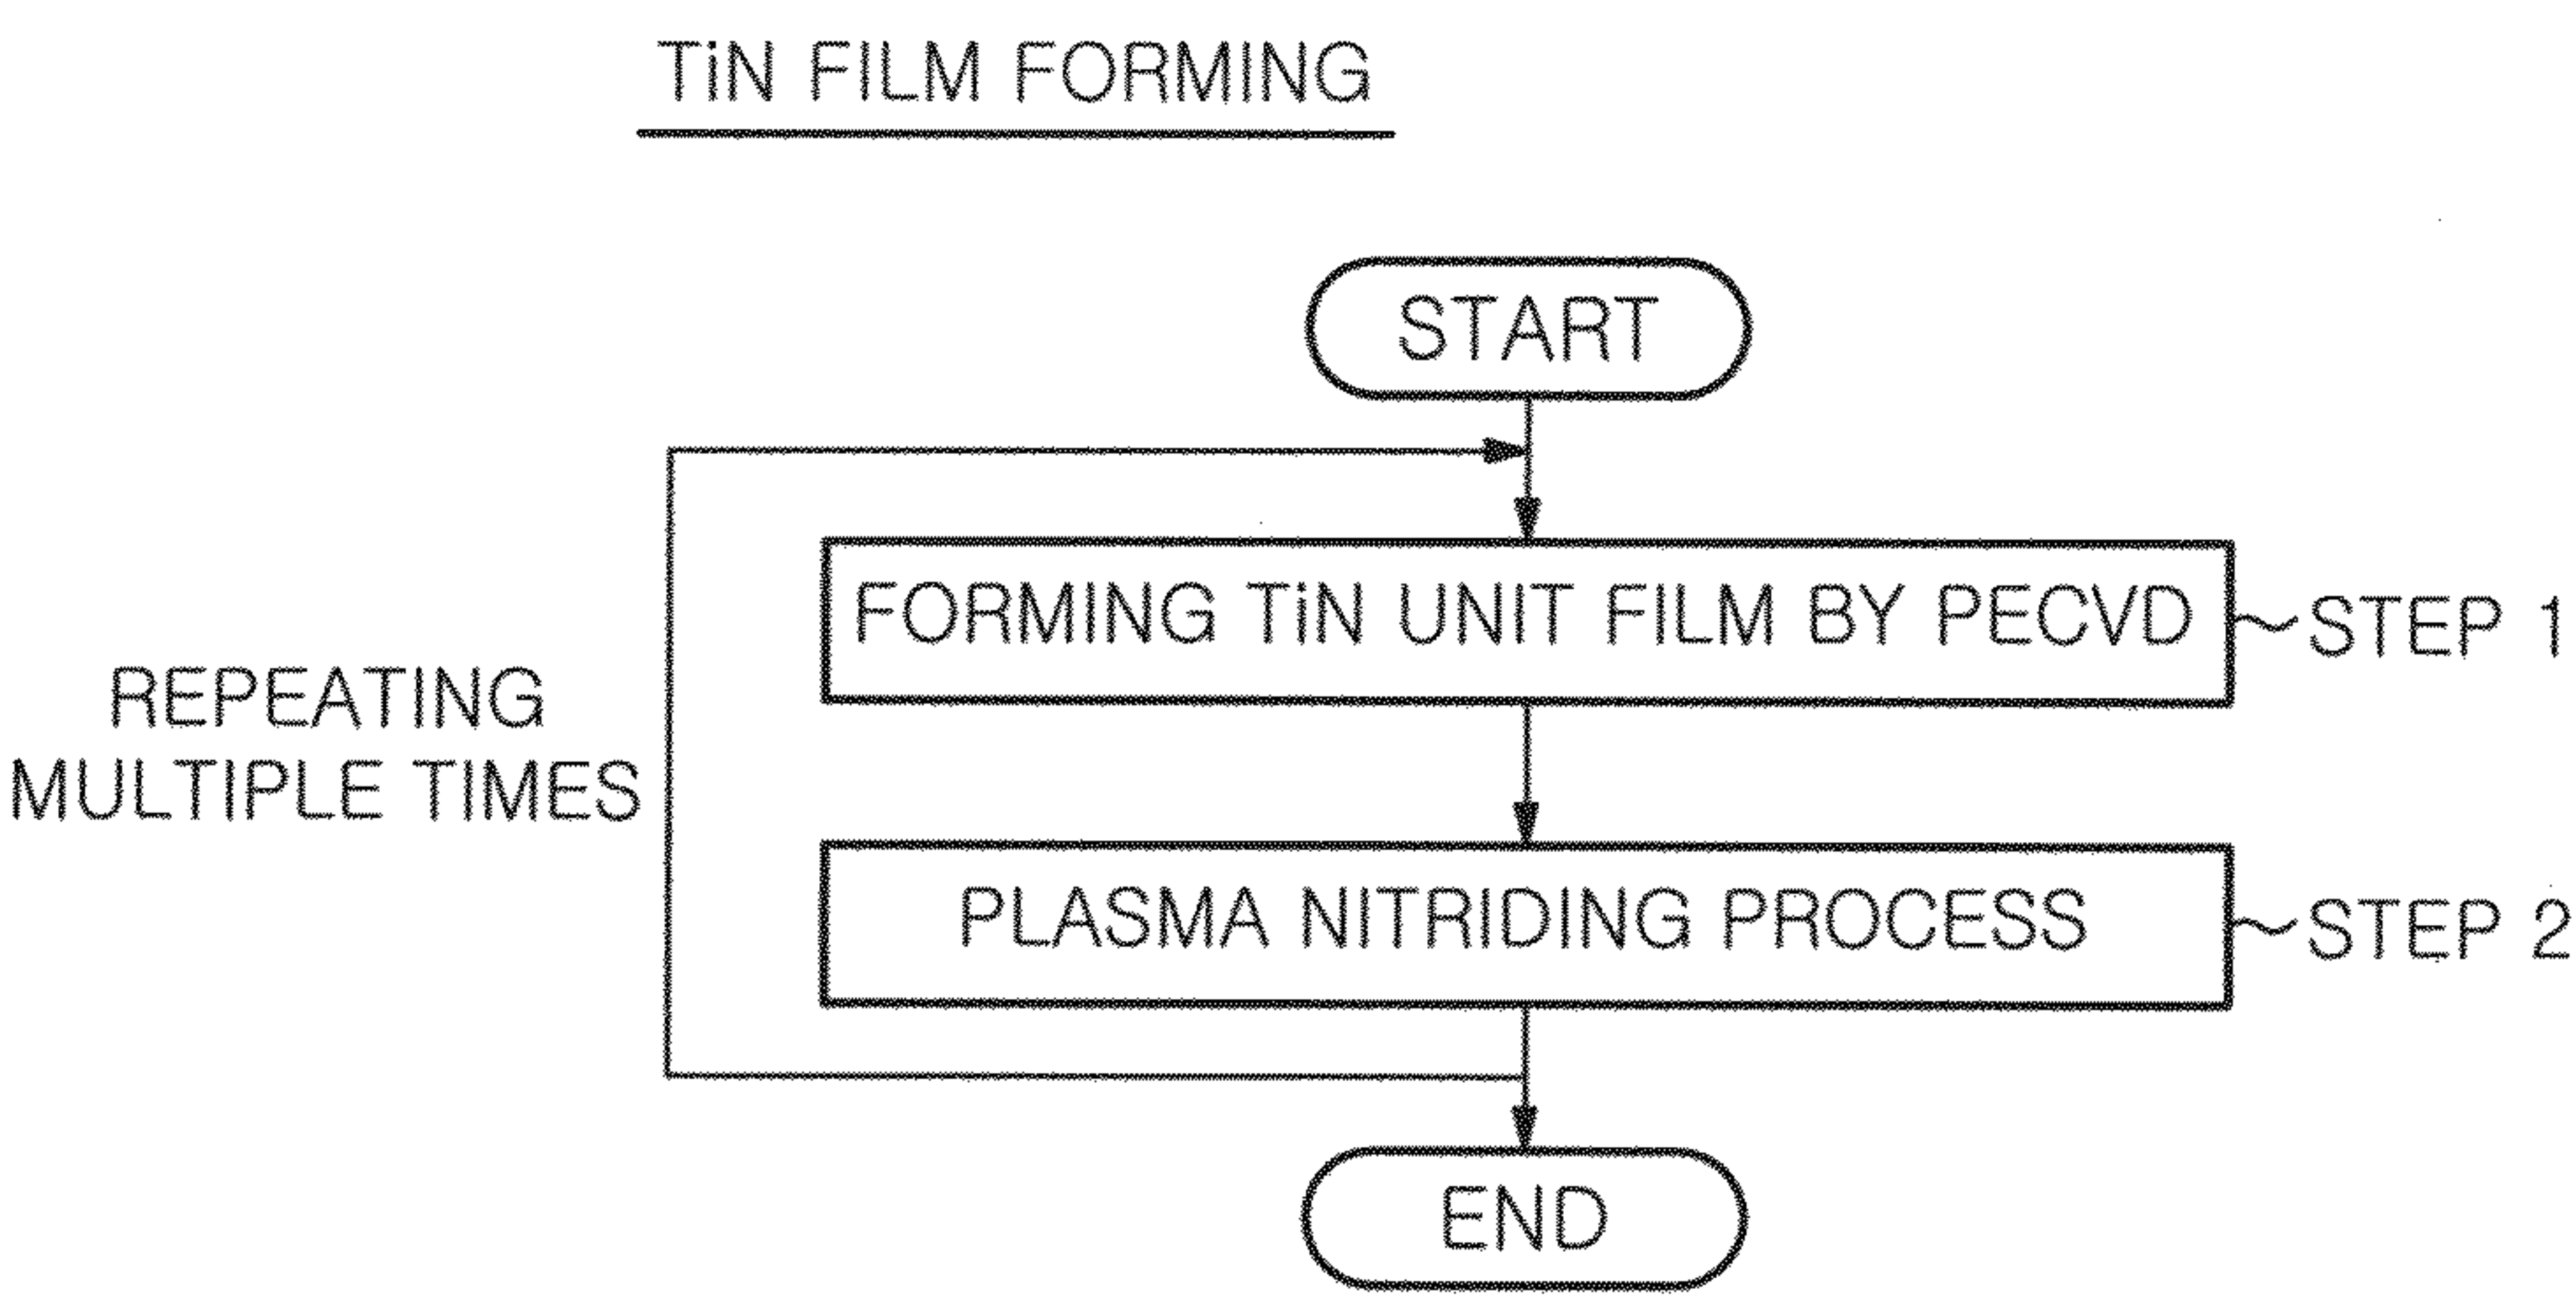 TiN FILM FORMING
START
FORMING TiN UNIT FILM BY PECVD
STEP 1
REPEATING
MULTIPLE TIMES
PLASMA NITRIDING PROCESS
STEP 2
END